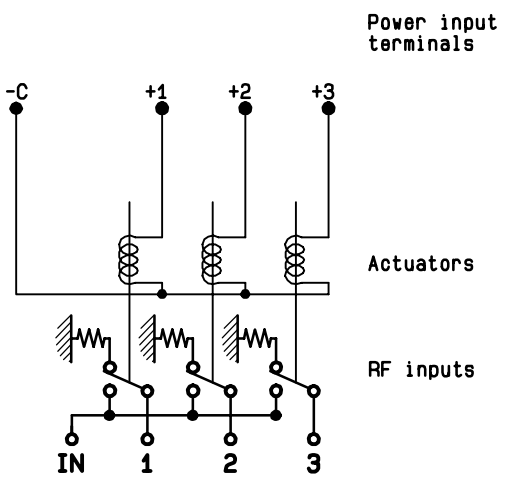 Power input
terminals
-C +1 +2 +3
Actuators
RF inputs
IN 1 2 3